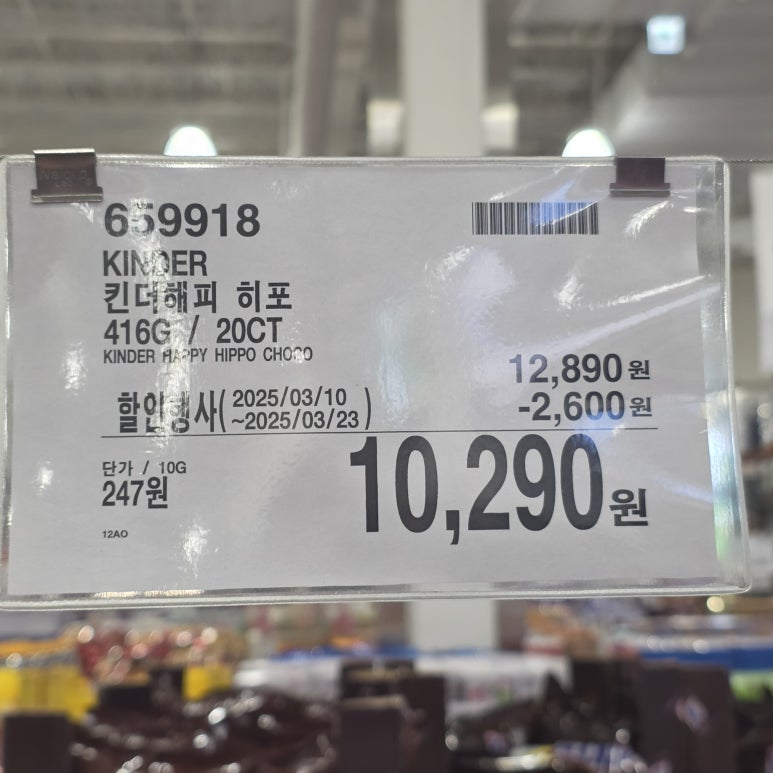 659918
KINDER
킨더해피 히포
416G / 20CT
KINDER HAPPY HIPPO CHOCO
12,890원
할인행사( 2025/03/10 ~2025/03/23 )
-2,600원
단가 / 10G
247원
10,290원
12AO